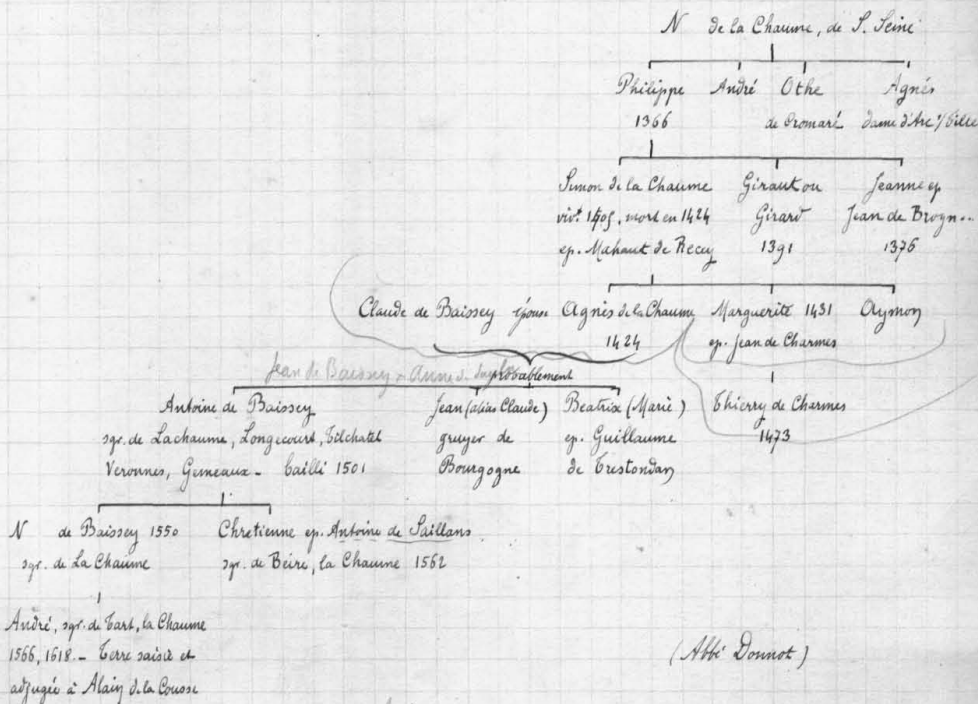 N de la Chaume, de S. Seine
Philippe André Othe Agnés
1366 de Dromaré dame d'Arc s/ Tille
Simon de la Chaume Giraut ou Jeanne ep
viv.t 1405, mort en 1424 Girard Jean de Brogn..
ep. Mahaut de Recey 1391 1376
Claude de Baissey épouse Agnès de la Chaume Marguerite 1431 Aymon
1424 ep. Jean de Charmes
Jean de Baissey Anne probablement
Antoine de Baissey Jean (alias Claude) Beatrix (Marie) Thierry de Charmes
sgr. de Lachaume, Longecourt, Tilchatel gruyer de ep. Guillaume 1473
Veronnes, Gemeaux - bailli 1501 Bourgogne de Trestondan
N de Baissey 1550 Chretienne ep. Antoine de Saillans
sgr. de La Chaume sgr. de Beire, la Chaume 1562
André, sgr. de Tart, la Chaume
1566, 1618. - Terre saisie et (Abbé Dounot)
adjugée à Alain de la Cousse